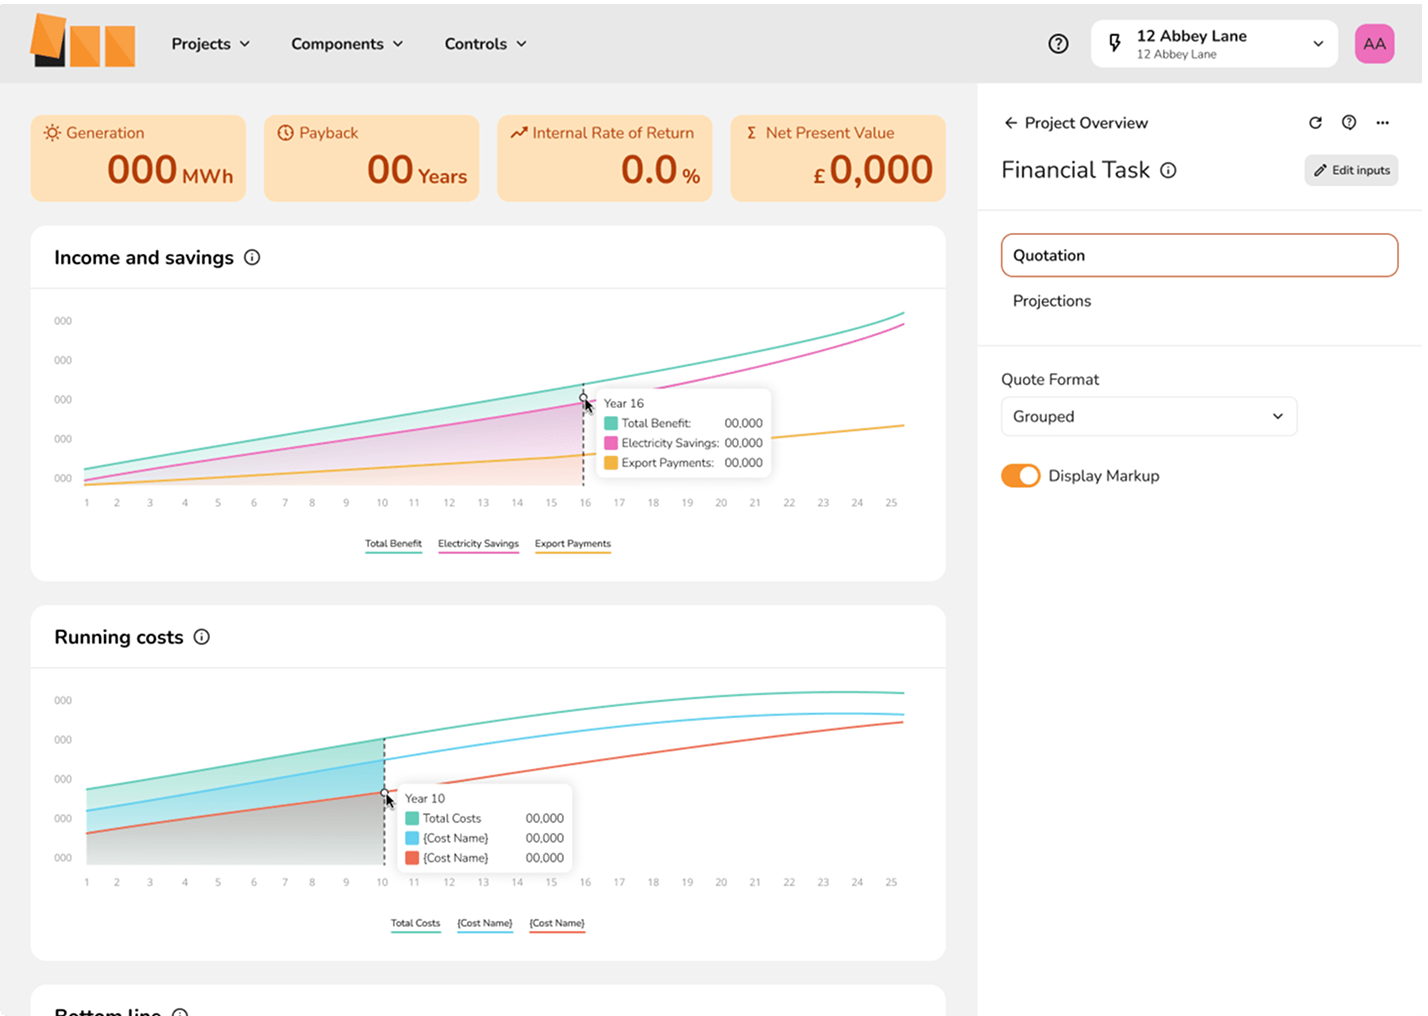 Projects
Components
Controls
12 Abbey Lane
12 Abbey Lane
AA
Generation
000 MWh
Payback
00 Years
Internal Rate of Return
0.0 %
Σ Net Present Value
£ 0,000
Income and savings
000
000
000
000
000
Year 16
Total Benefit: 00,000
Electricity Savings: 00,000
Export Payments: 00,000
1 2 3 4 5 6 7 8 9 10 11 12 13 14 15 16 17 18 19 20 21 22 23 24 25
Total Benefit Electricity Savings Export Payments
Running costs
000
000
000
000
000
Year 10
Total Costs 00,000
{Cost Name} 00,000
{Cost Name} 00,000
1 2 3 4 5 6 7 8 9 10 11 12 13 14 15 16 17 18 19 20 21 22 23 24 25
Total Costs {Cost Name} {Cost Name}
Bottom line
Project Overview
Financial Task
Edit inputs
Quotation
Projections
Quote Format
Grouped
Display Markup